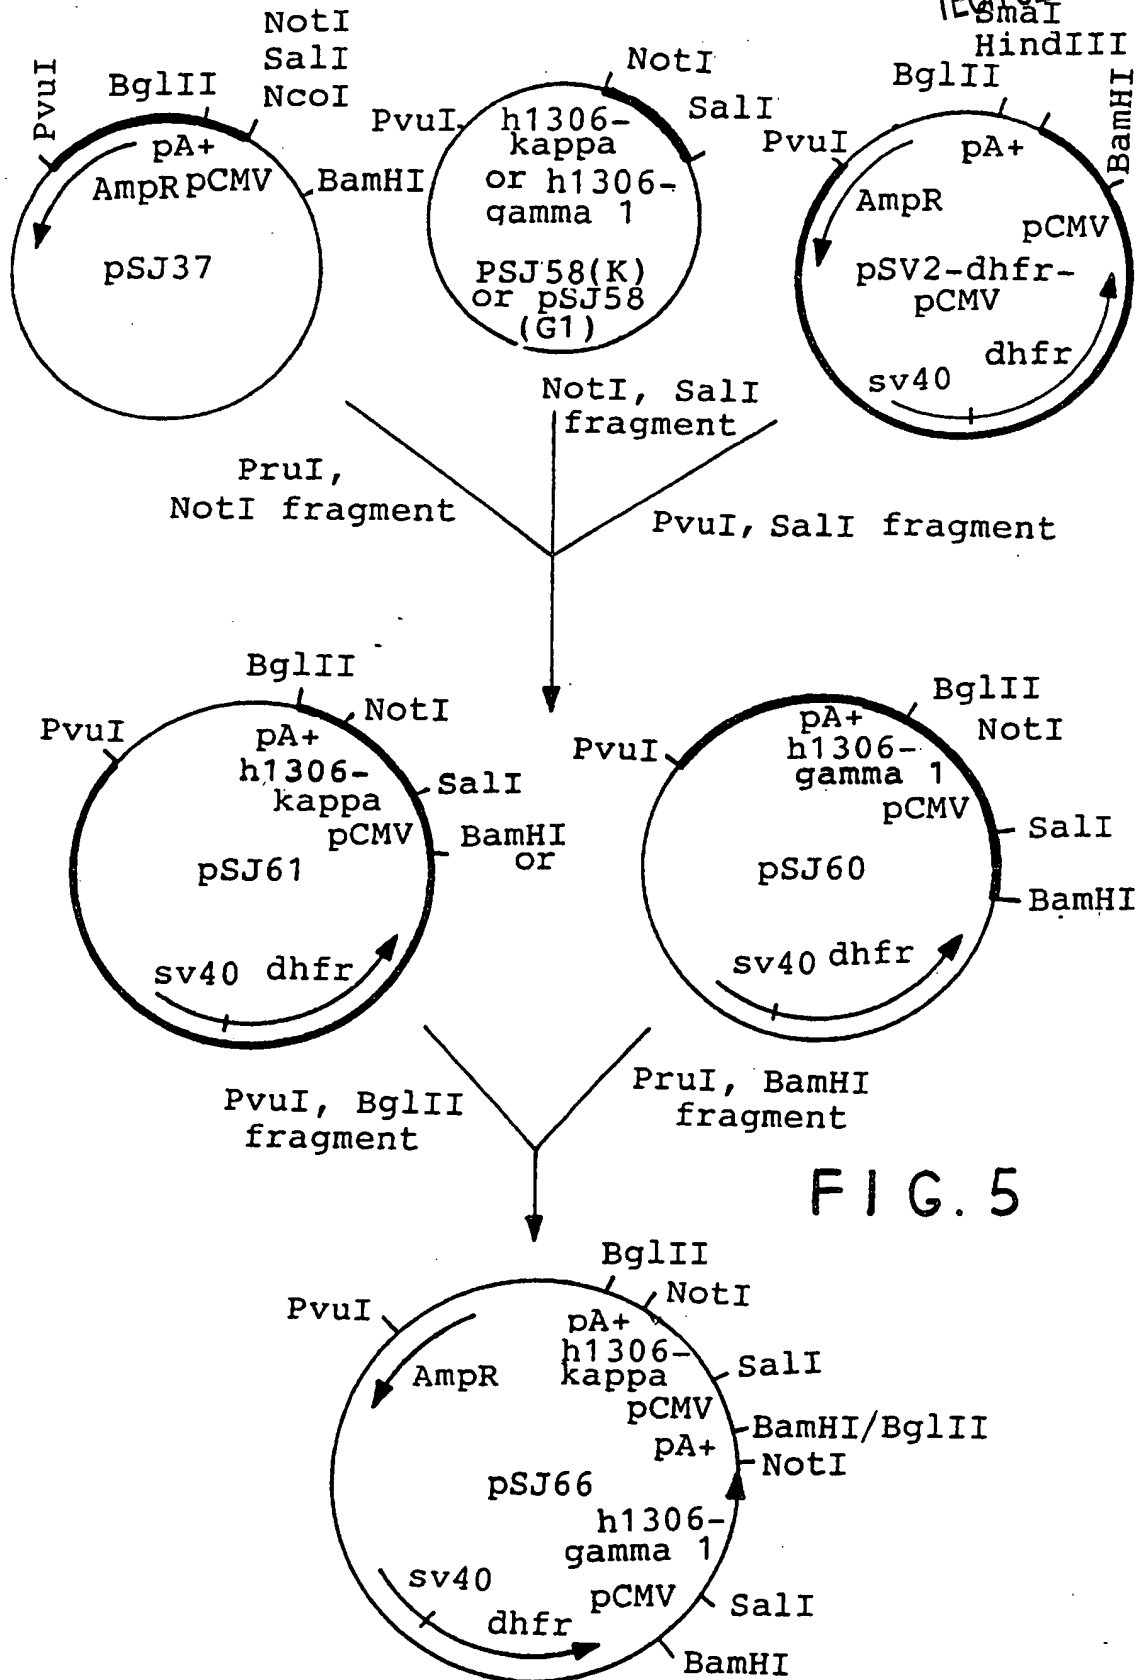 NotI
SalI
NcoI
BglII
PvuI
pA+
AmpR pCMV
BamHI
pSJ37
NotI
SalI
PvuI
h1306-
kappa
or h1306-
gamma 1
PSJ58(K)
or pSJ58
(G1)
SmaI
HindIII
BglII
BamHI
PvuI
pA+
AmpR
pCMV
pSV2-dhfr-
pCMV
dhfr
sv40
PruI,
NotI fragment
NotI, SalI
fragment
PvuI, SalI fragment
BglII
NotI
PvuI
pA+
h1306-
kappa
SalI
pCMV
BamHI
or
pSJ61
sv40 dhfr
BglII
NotI
PvuI
pA+
h1306-
gamma 1
pCMV
SalI
pSJ60
BamHI
sv40 dhfr
PvuI, BglII
fragment
PruI, BamHI
fragment
FIG. 5
BglII
NotI
PvuI
pA+
h1306-
kappa
AmpR
SalI
pCMV
BamHI/BglII
pA+
NotI
pSJ66
h1306-
gamma 1
sv40
pCMV
SalI
dhfr
BamHI